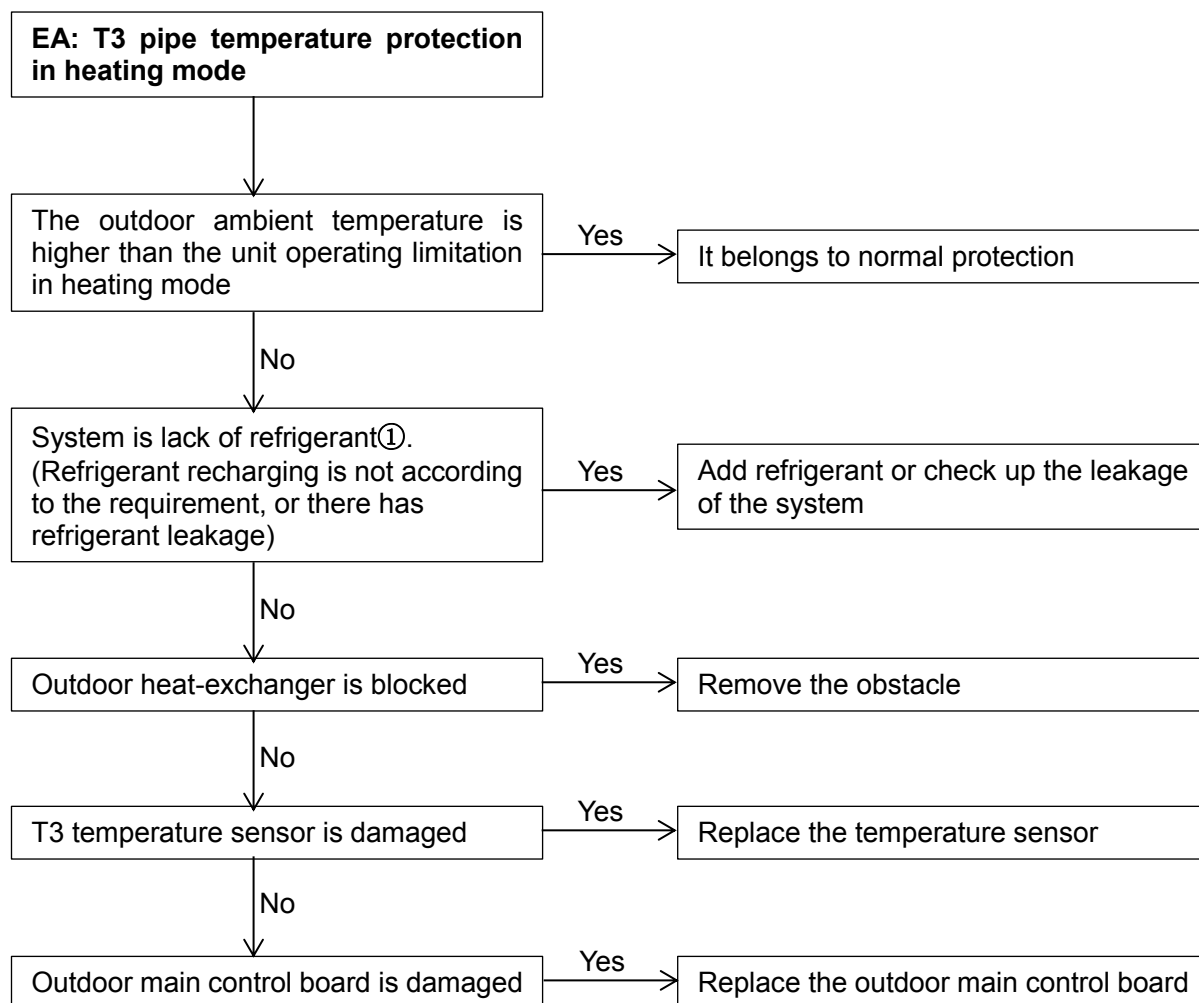 EA: T3 pipe temperature protection
in heating mode
The outdoor ambient temperature is
higher than the unit operating limitation
in heating mode
Yes
It belongs to normal protection
No
System is lack of refrigerant①.
(Refrigerant recharging is not according
to the requirement, or there has
refrigerant leakage)
Yes
Add refrigerant or check up the leakage
of the system
No
Outdoor heat-exchanger is blocked
Yes
Remove the obstacle
No
T3 temperature sensor is damaged
Yes
Replace the temperature sensor
No
Outdoor main control board is damaged
Yes
Replace the outdoor main control board